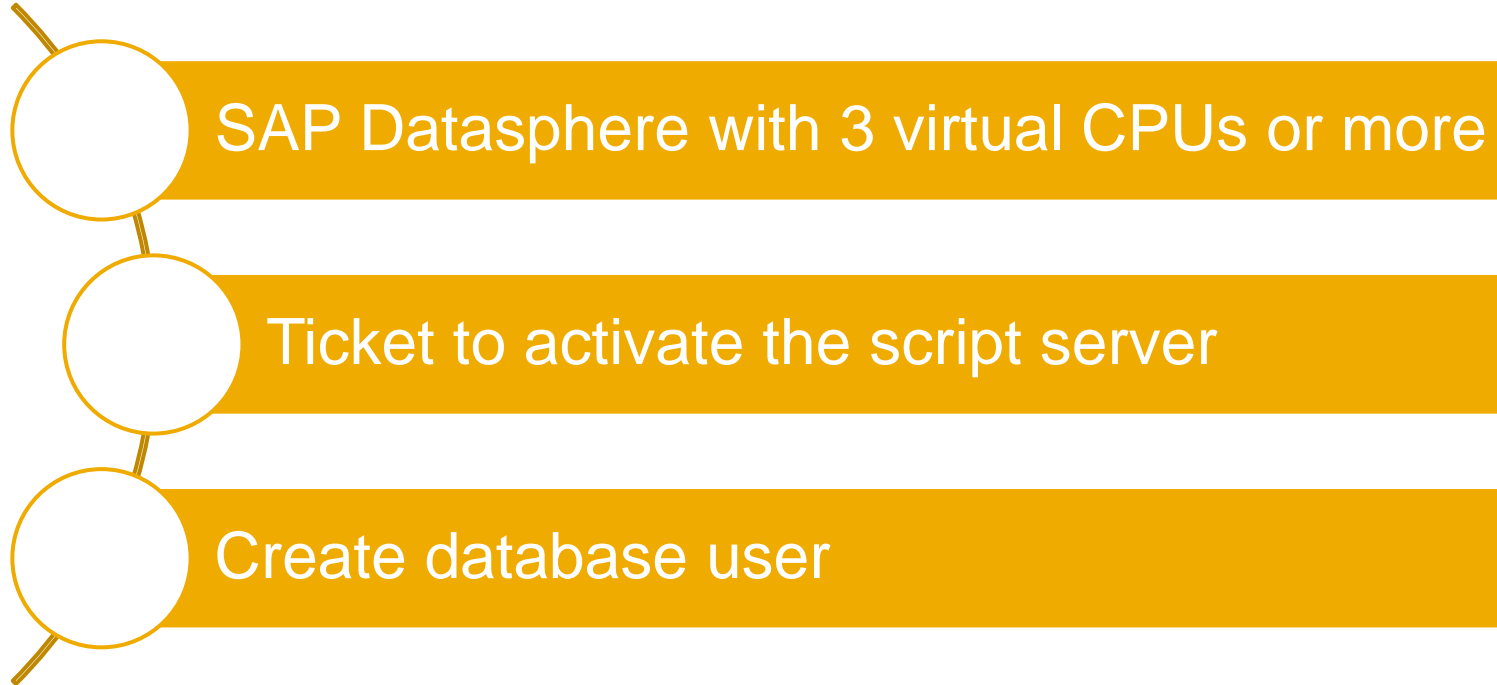 SAP Datasphere with 3 virtual CPUs or more
Ticket to activate the script server
Create database user